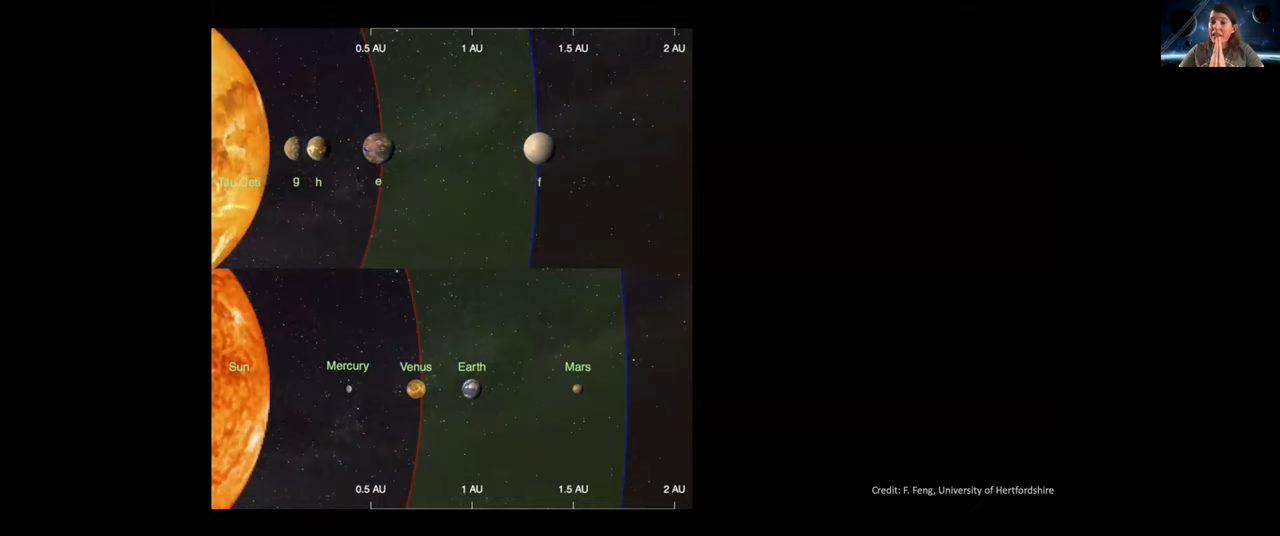 0.5 AU 1 AU 1.5 AU 2 AU
Tau Ceti g h e f
Sun Mercury Venus Earth Mars
0.5 AU 1 AU 1.5 AU 2 AU
Credit: F. Feng, University of Hertfordshire